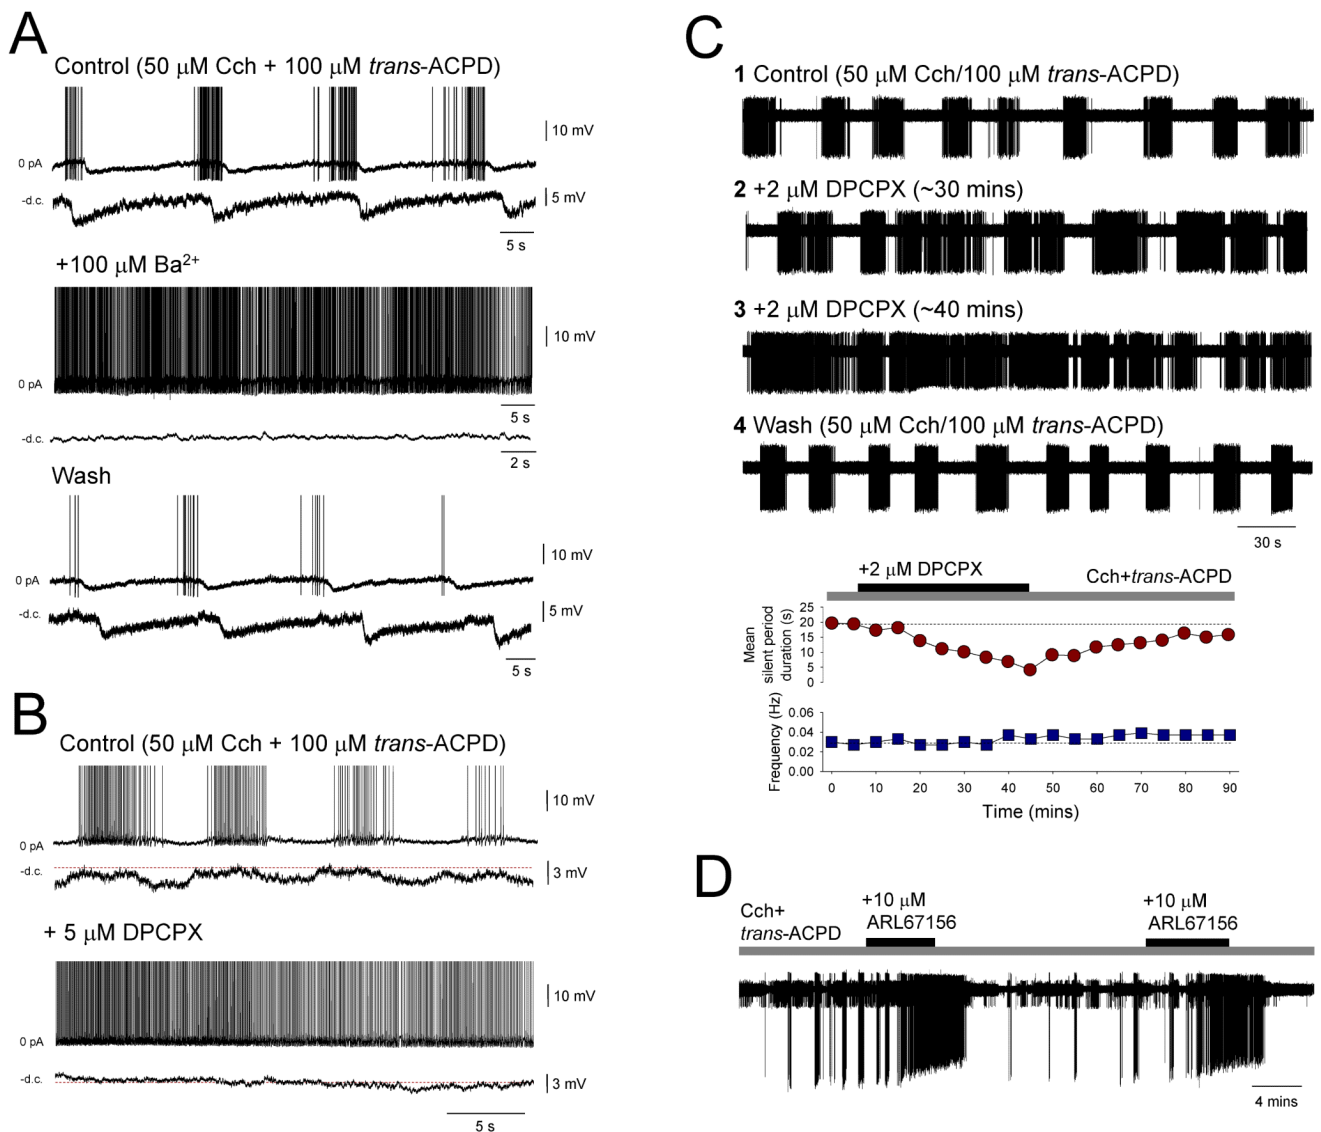 A
Control (50 μM Cch + 100 μM trans-ACPD)
10 mV
0 pA
-d.c.
5 mV
5 s
+100 μM Ba²⁺
10 mV
0 pA
5 s
-d.c.
2 s
Wash
10 mV
0 pA
-d.c.
5 mV
5 s
B
Control (50 μM Cch + 100 μM trans-ACPD)
10 mV
0 pA
-d.c.
3 mV
+ 5 μM DPCPX
10 mV
0 pA
-d.c.
3 mV
5 s
C
1 Control (50 μM Cch/100 μM trans-ACPD)
2 +2 μM DPCPX (~30 mins)
3 +2 μM DPCPX (~40 mins)
4 Wash (50 μM Cch/100 μM trans-ACPD)
30 s
+2 μM DPCPX
Cch+trans-ACPD
Mean
silent period
duration (s)
25
20
15
10
5
0
Frequency (Hz)
0.06
0.04
0.02
0.00
0 10 20 30 40 50 60 70 80 90
Time (mins)
D
Cch+
trans-ACPD
+10 μM
ARL67156
+10 μM
ARL67156
4 mins